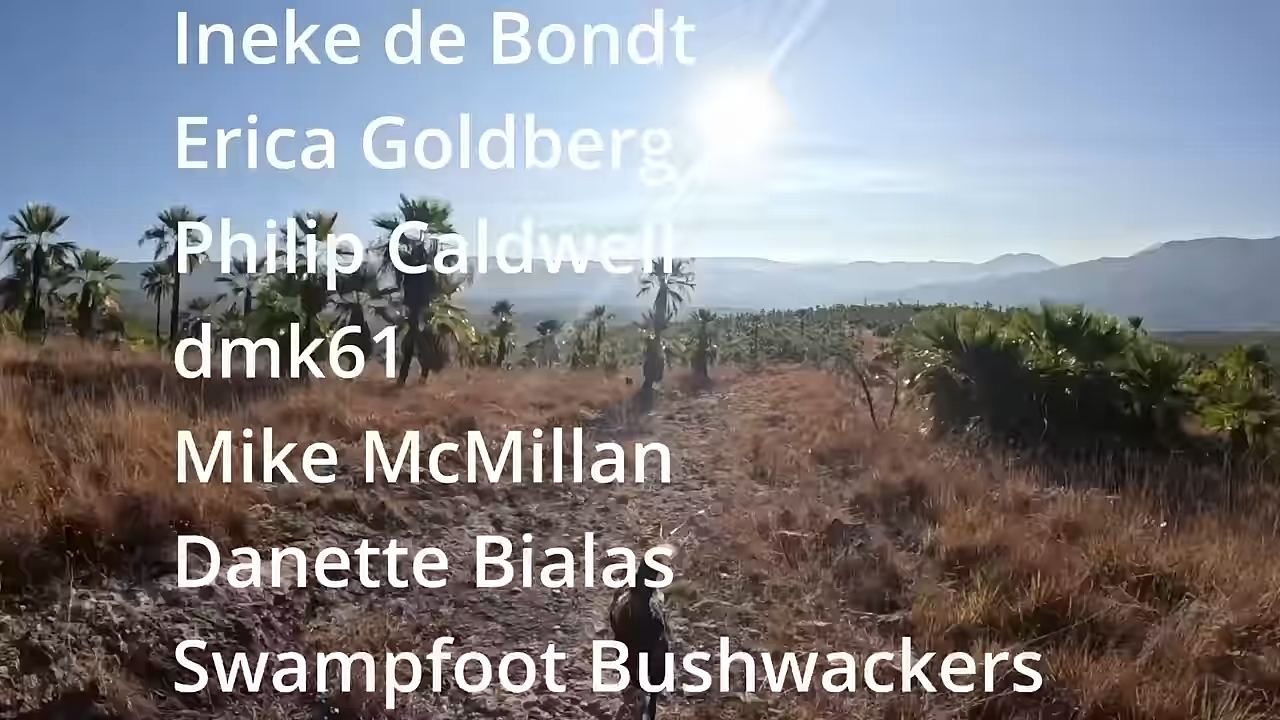 Ineke de Bondt
Erica Goldberg
Philip Caldwell
dmk61
Mike McMillan
Danette Bialas
Swampfoot Bushwackers